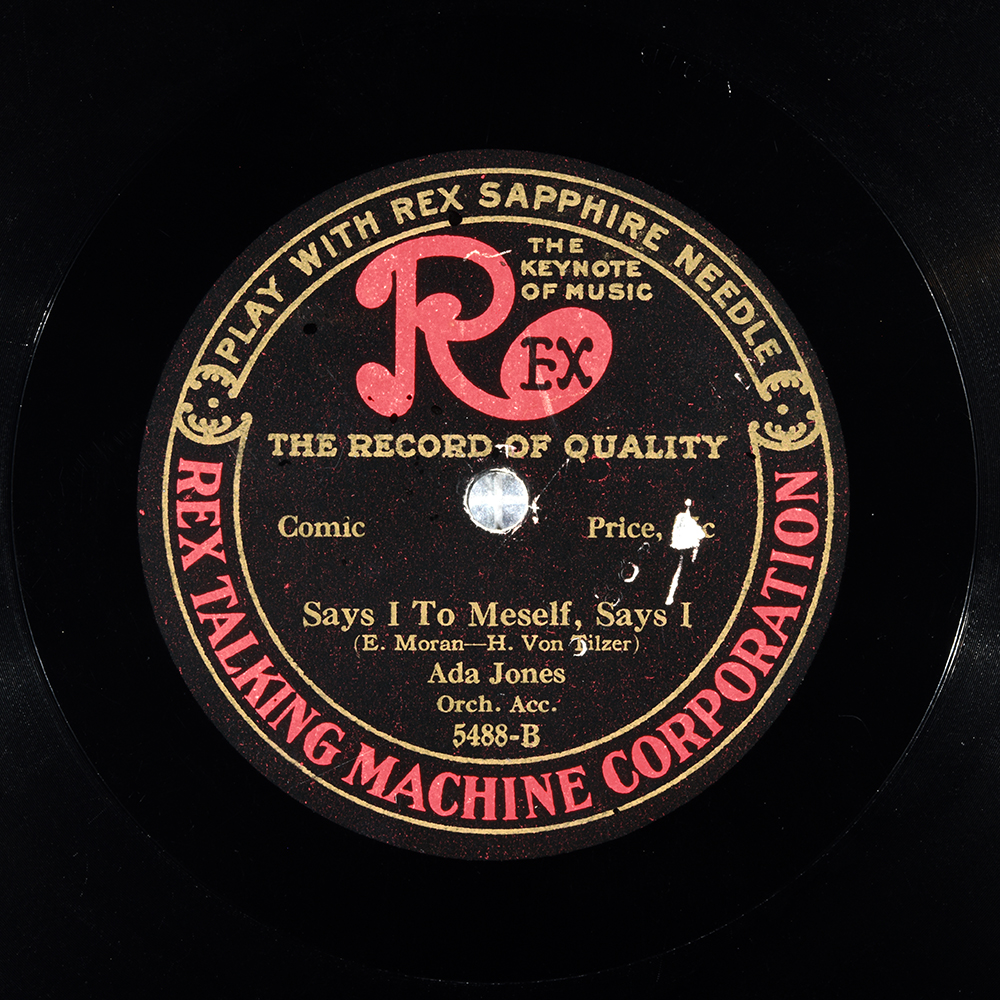 PLAY WITH REX SAPPHIRE NEEDLE
THE
KEYNOTE
OF MUSIC
REX
THE RECORD OF QUALITY
Comic
Price,
Says I To Meself, Says I
(E. Moran—H. Von Tilzer)
Ada Jones
Orch. Acc.
5488-B
REX TALKING MACHINE CORPORATION